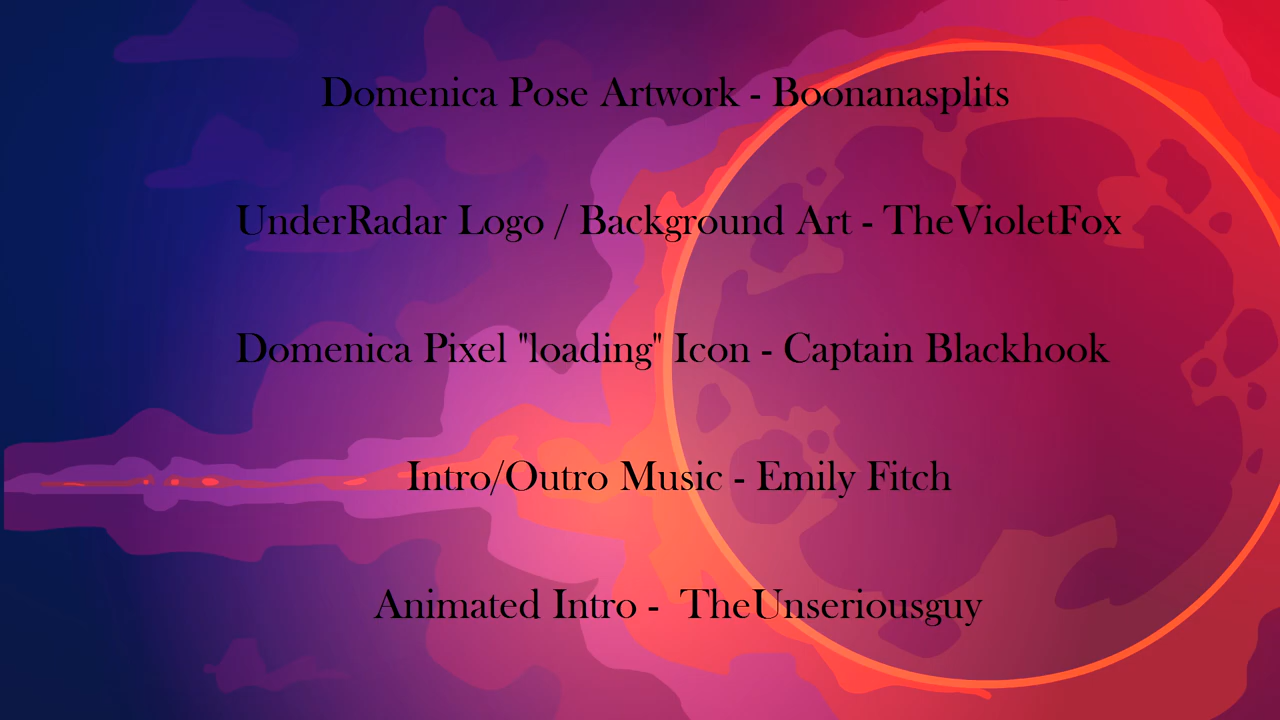 Domenica Pose Artwork - Boonanasplits
UnderRadar Logo / Background Art - TheVioletFox
Domenica Pixel "loading" Icon - Captain Blackhook
Intro/Outro Music - Emily Fitch
Animated Intro -  TheUnseriousguy